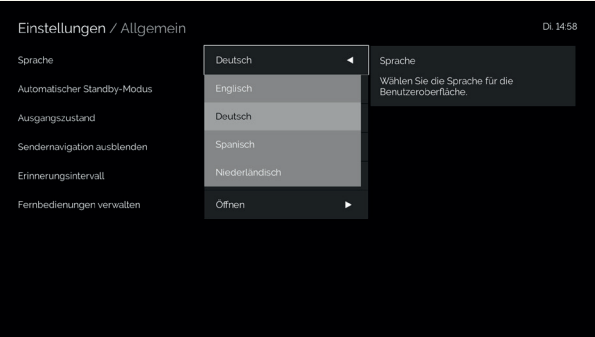 Einstellungen / Allgemein
Di. 14:58
Sprache
Deutsch
Sprache
Wählen Sie die Sprache für die
Benutzeroberfläche.
Automatischer Standby-Modus
Englisch
Ausgangszustand
Deutsch
Sendernavigation ausblenden
Spanisch
Erinnerungsintervall
Niederländisch
Fernbedienungen verwalten
Öffnen